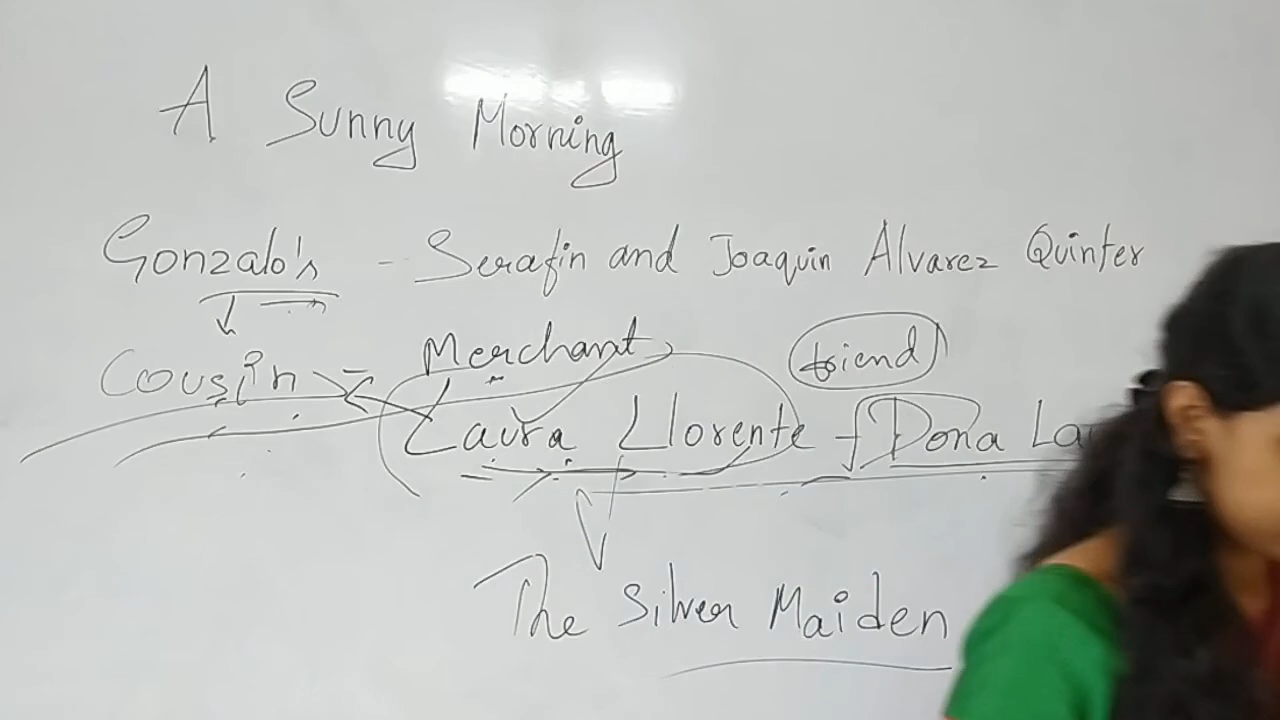 A Sunny Morning
Gonzalo's - Serafin and Joaquin Alvarez Quinter
Cousin - Merchant friend
Laura Llorente - Dona La
The Silver Maiden